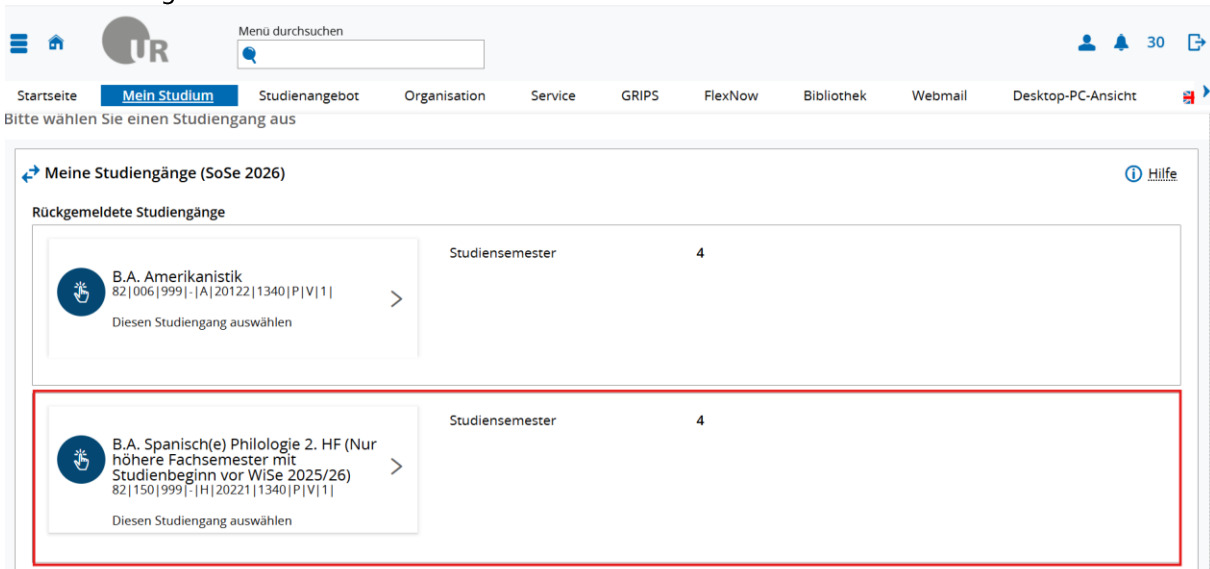 Menü durchsuchen
UR
30
Startseite Mein Studium Studienangebot Organisation Service GRIPS FlexNow Bibliothek Webmail Desktop-PC-Ansicht
Bitte wählen Sie einen Studiengang aus
Meine Studiengänge (SoSe 2026)
Hilfe
Rückgemeldete Studiengänge
B.A. Amerikanistik
82|006|999|-|A|20122|1340|P|V|1|
Diesen Studiengang auswählen
Studiensemester 4
B.A. Spanisch(e) Philologie 2. HF (Nur
höhere Fachsemester mit
Studienbeginn vor WiSe 2025/26)
82|150|999|-|H|20221|1340|P|V|1|
Diesen Studiengang auswählen
Studiensemester 4